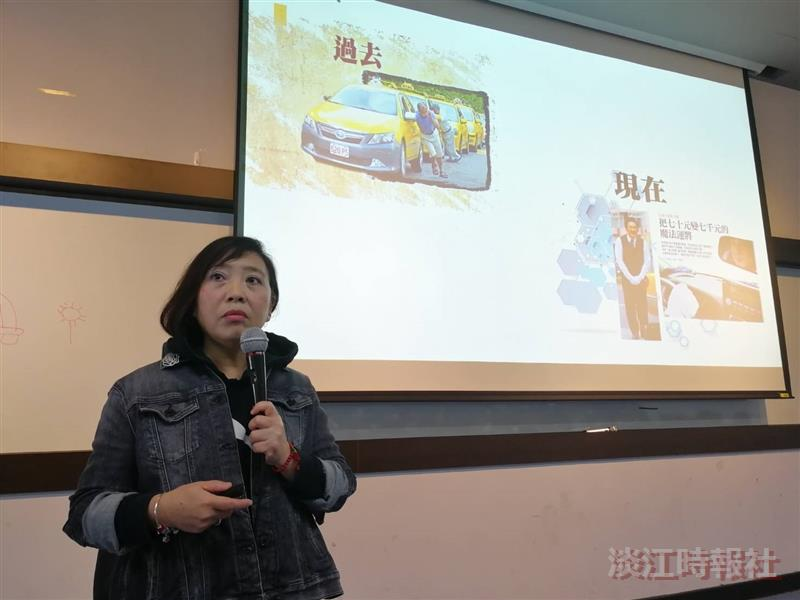 過去
現在
把七十元變七千元的
魔法運將
淡江時報社